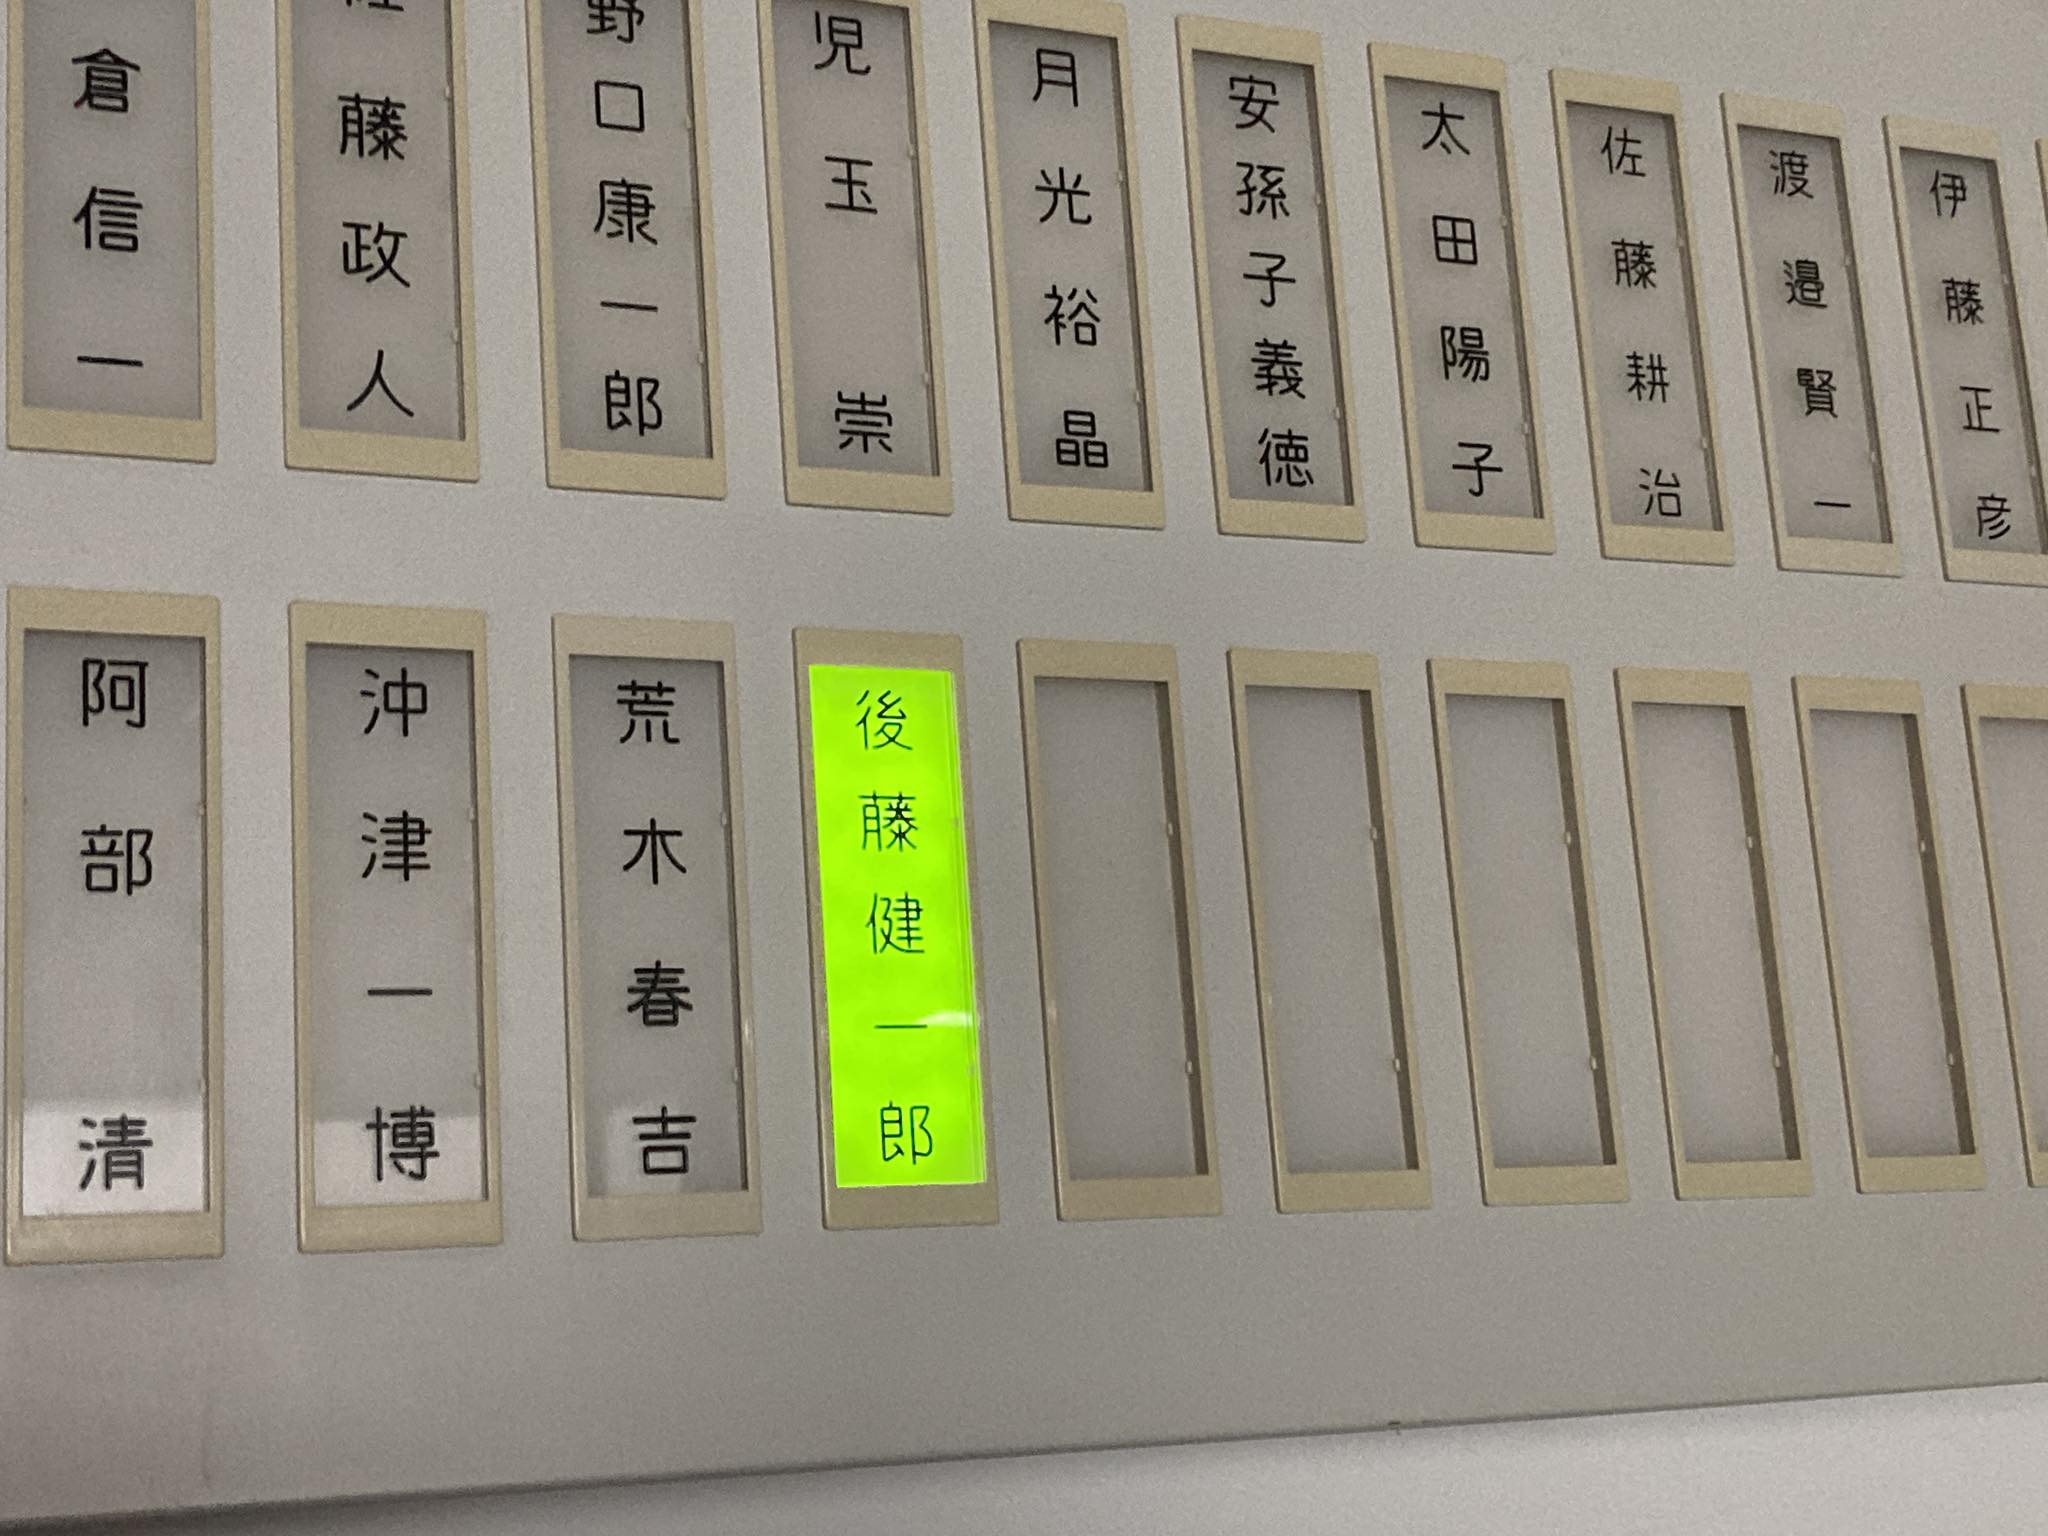 倉信一
藤政人
野口康一郎
児玉崇
月光裕晶
安孫子義徳
太田陽子
佐藤耕治
渡邉賢一
伊藤正彦
阿部清
沖津一博
荒木春吉
後藤健一郎